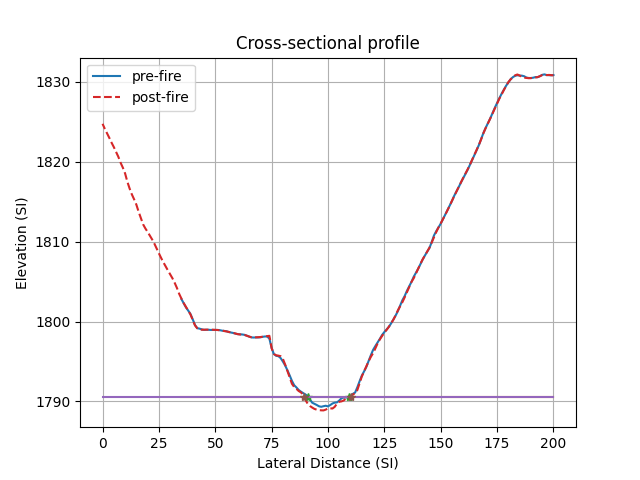 Cross-sectional profile
pre-fire
post-fire
1830
1820
1810
1800
1790
Elevation (SI)
0 25 50 75 100 125 150 175 200
Lateral Distance (SI)